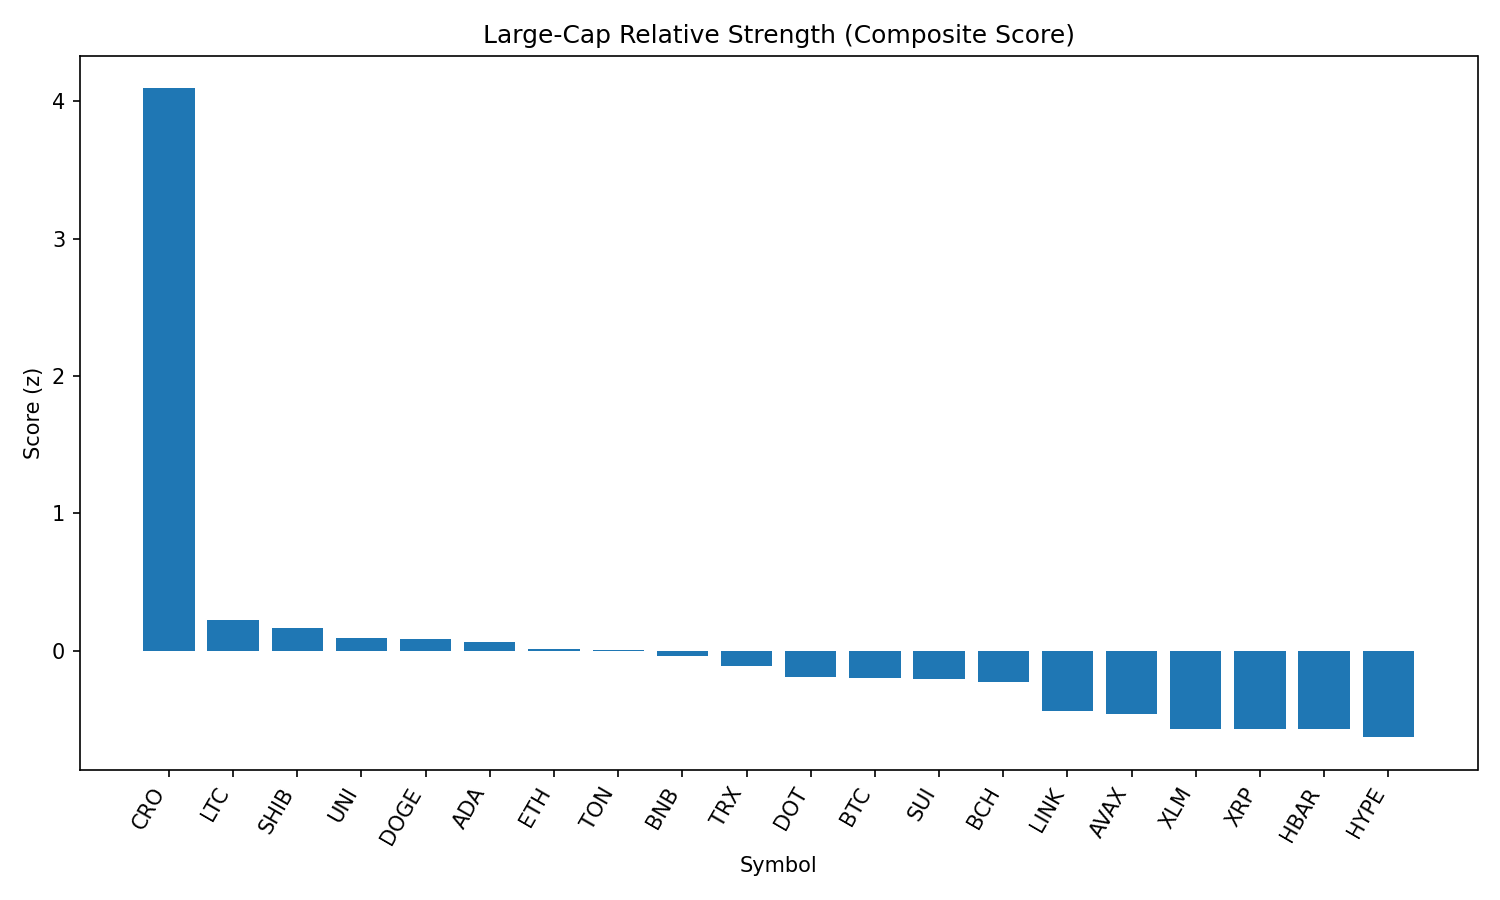 Large-Cap Relative Strength (Composite Score)
4
3
2
1
0
Score (z)
CRO
LTC
SHIB
UNI
DOGE
ADA
ETH
TON
BNB
TRX
DOT
BTC
SUI
BCH
LINK
AVAX
XLM
XRP
HBAR
HYPE
Symbol